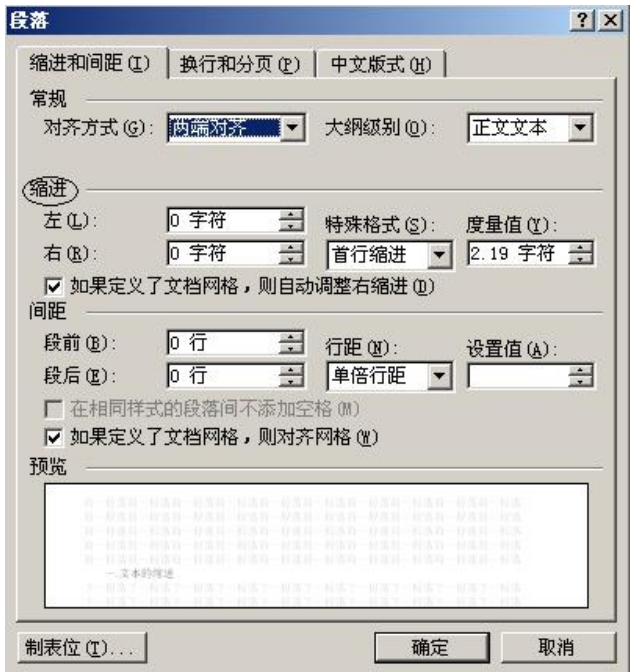 段落
缩进和间距(I) 换行和分页(P) 中文版式(H)
常规
对齐方式(G): 两端对齐 大纲级别(O): 正文文本
缩进
左(L): 0 字符 特殊格式(S): 度量值(Y):
右(R): 0 字符 首行缩进 2.19 字符
如果定义了文档网格,则自动调整右缩进(D)
间距
段前(B): 0 行 行距(N): 设置值(A):
段后(E): 0 行 单倍行距
在相同样式的段落间不添加空格(M)
如果定义了文档网格,则对齐网格(W)
预览
一.文本的缩进
制表位(T)... 确定 取消